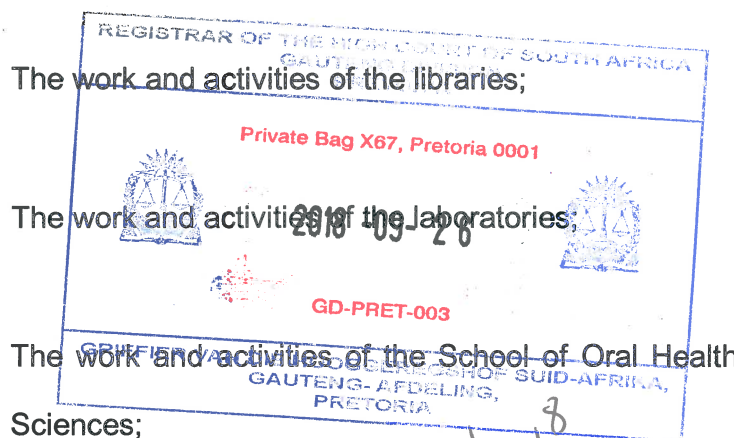 REGISTRAR OF THE HIGH COURT OF SOUTH AFRICA
GAUTENG
The work and activities of the libraries;
Private Bag X67, Pretoria 0001
The work and activities of the laboratories;
2018 -09- 26
GD-PRET-003
The work and activities of the School of Oral Health
GRIFFIER VAN DIE HOOGGEREGSHOF SUID-AFRIKA,
GAUTENG- AFDELING,
PRETORIA
8
Sciences;